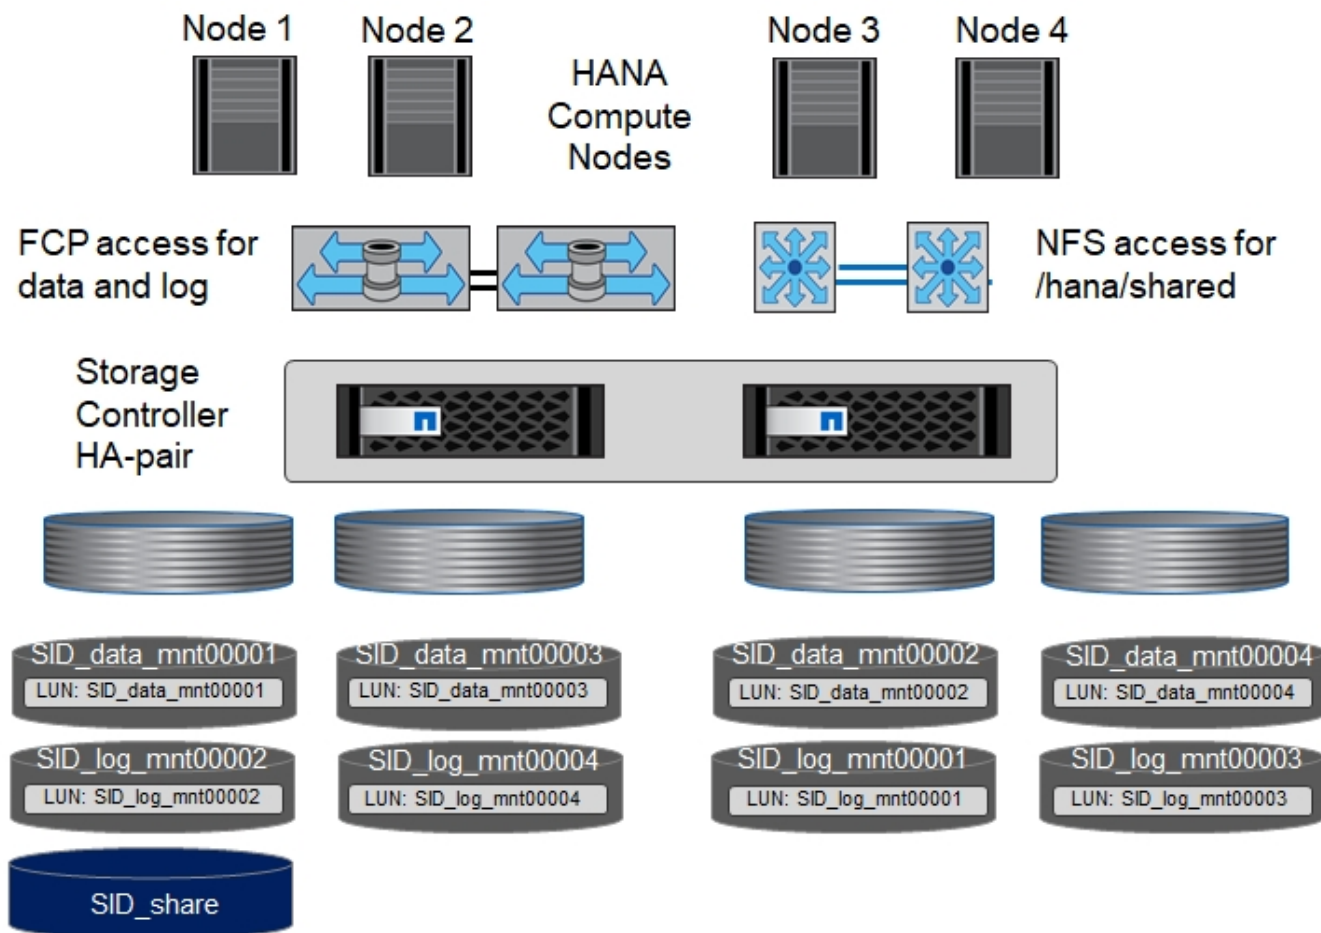 Node 1
Node 2
Node 3
Node 4
HANA
Compute
Nodes
FCP access for
data and log
NFS access for
/hana/shared
Storage
Controller
HA-pair
SID_data_mnt00001
LUN: SID_data_mnt00001
SID_data_mnt00003
LUN: SID_data_mnt00003
SID_data_mnt00002
LUN: SID_data_mnt00002
SID_data_mnt00004
LUN: SID_data_mnt00004
SID_log_mnt00002
LUN: SID_log_mnt00002
SID_log_mnt00004
LUN: SID_log_mnt00004
SID_log_mnt00001
LUN: SID_log_mnt00001
SID_log_mnt00003
LUN: SID_log_mnt00003
SID_share